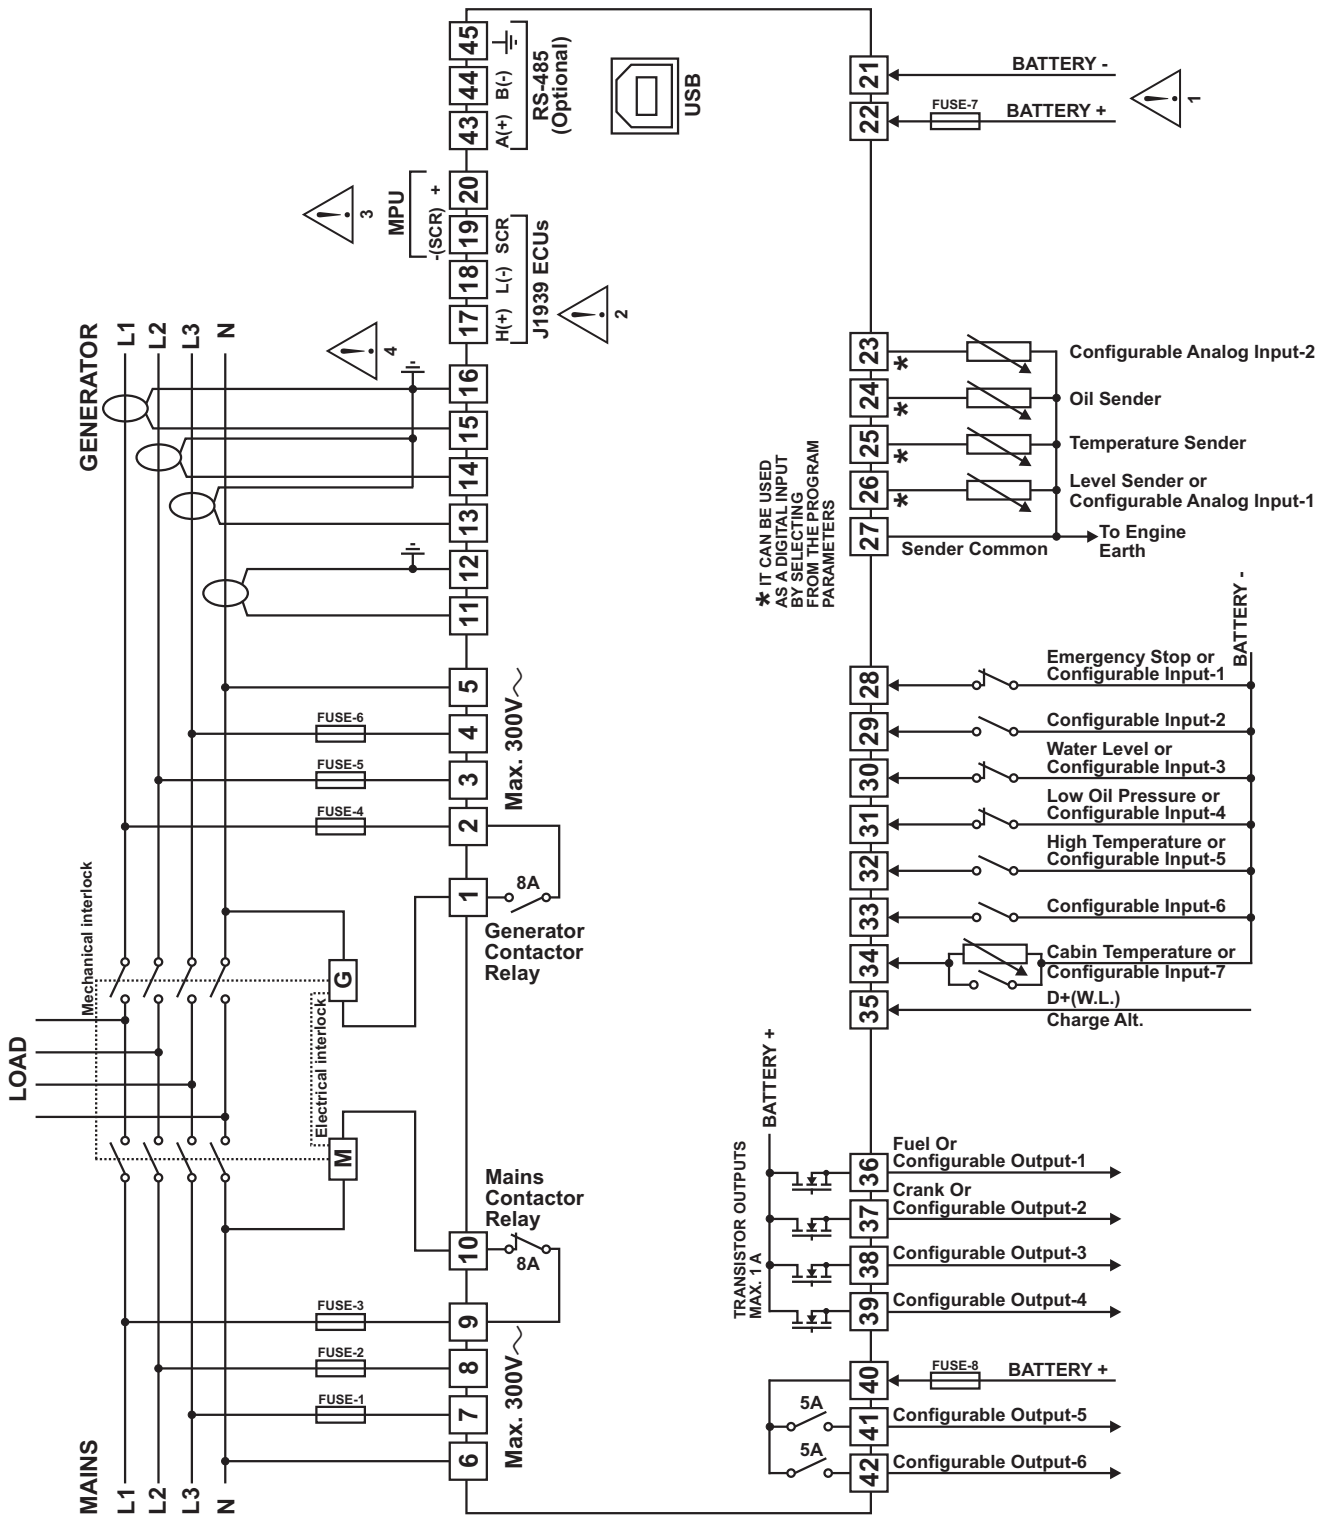 45
44 B(-)
43 A(+)
RS-485
(Optional)
USB
21
BATTERY -
22
FUSE-7
BATTERY +
1
3
MPU
+
-(SCR)
20
19 SCR
18 L(-)
17 H(+)
J1939 ECUs
2
GENERATOR
L1
L2
L3
N
4
16
15
14
13
12
11
23
*
Configurable Analog Input-2
24
*
Oil Sender
25
*
Temperature Sender
26
*
Level Sender or
Configurable Analog Input-1
27
Sender Common
To Engine
Earth
* IT CAN BE USED
AS A DIGITAL INPUT
BY SELECTING
FROM THE PROGRAM
PARAMETERS
BATTERY -
5
FUSE-6
4
FUSE-5
3
FUSE-4
2
Max. 300V~
1
8A
Generator
Contactor
Relay
28
Emergency Stop or
Configurable Input-1
29
Configurable Input-2
30
Water Level or
Configurable Input-3
31
Low Oil Pressure or
Configurable Input-4
32
High Temperature or
Configurable Input-5
33
Configurable Input-6
34
Cabin Temperature or
Configurable Input-7
35
D+(W.L.)
Charge Alt.
Mechanical interlock
G
Electrical interlock
M
LOAD
Mains
Contactor
Relay
10
8A
FUSE-3
9
FUSE-2
8
FUSE-1
7
6
Max. 300V~
MAINS
L1
L2
L3
N
BATTERY +
TRANSISTOR OUTPUTS
MAX. 1 A
36
Fuel Or
Configurable Output-1
37
Crank Or
Configurable Output-2
38
Configurable Output-3
39
Configurable Output-4
40
FUSE-8
BATTERY +
5A
41
Configurable Output-5
5A
42
Configurable Output-6